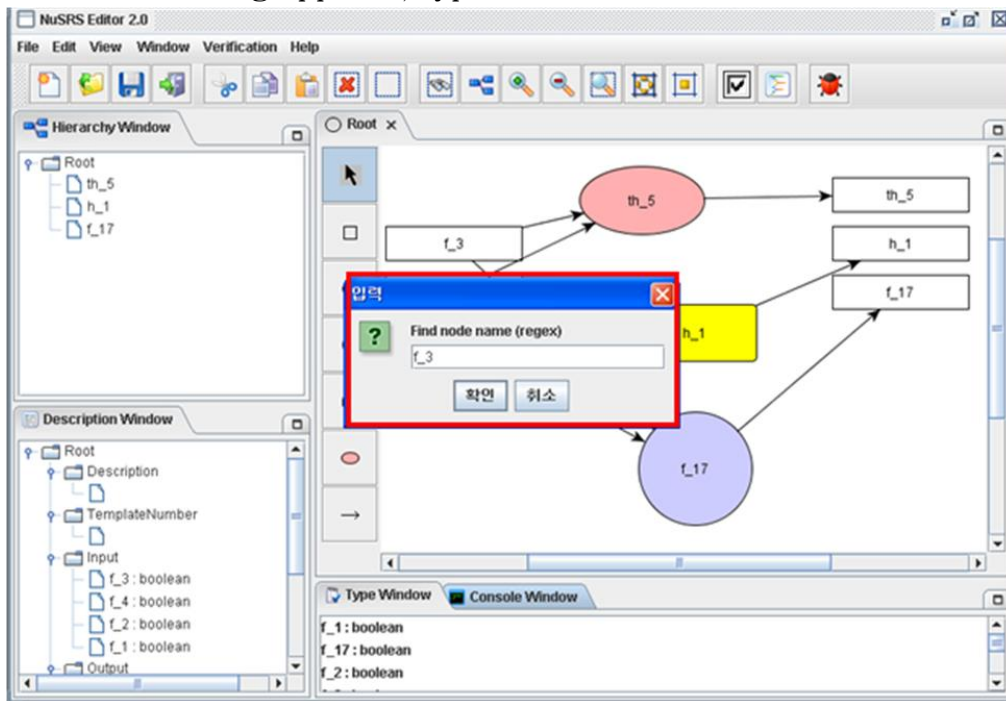 NuSRS Editor 2.0
File Edit View Window Verification Help
Hierarchy Window
Root
th_5
h_1
f_17
Root
th_5
th_5
f_3
h_1
f_17
h_1
f_17
입력
Find node name (regex)
f_3
확인 취소
Description Window
Root
Description
TemplateNumber
Input
f_3 : boolean
f_4 : boolean
f_2 : boolean
f_1 : boolean
Output
Type Window Console Window
f_1 : boolean
f_17 : boolean
f_2 : boolean